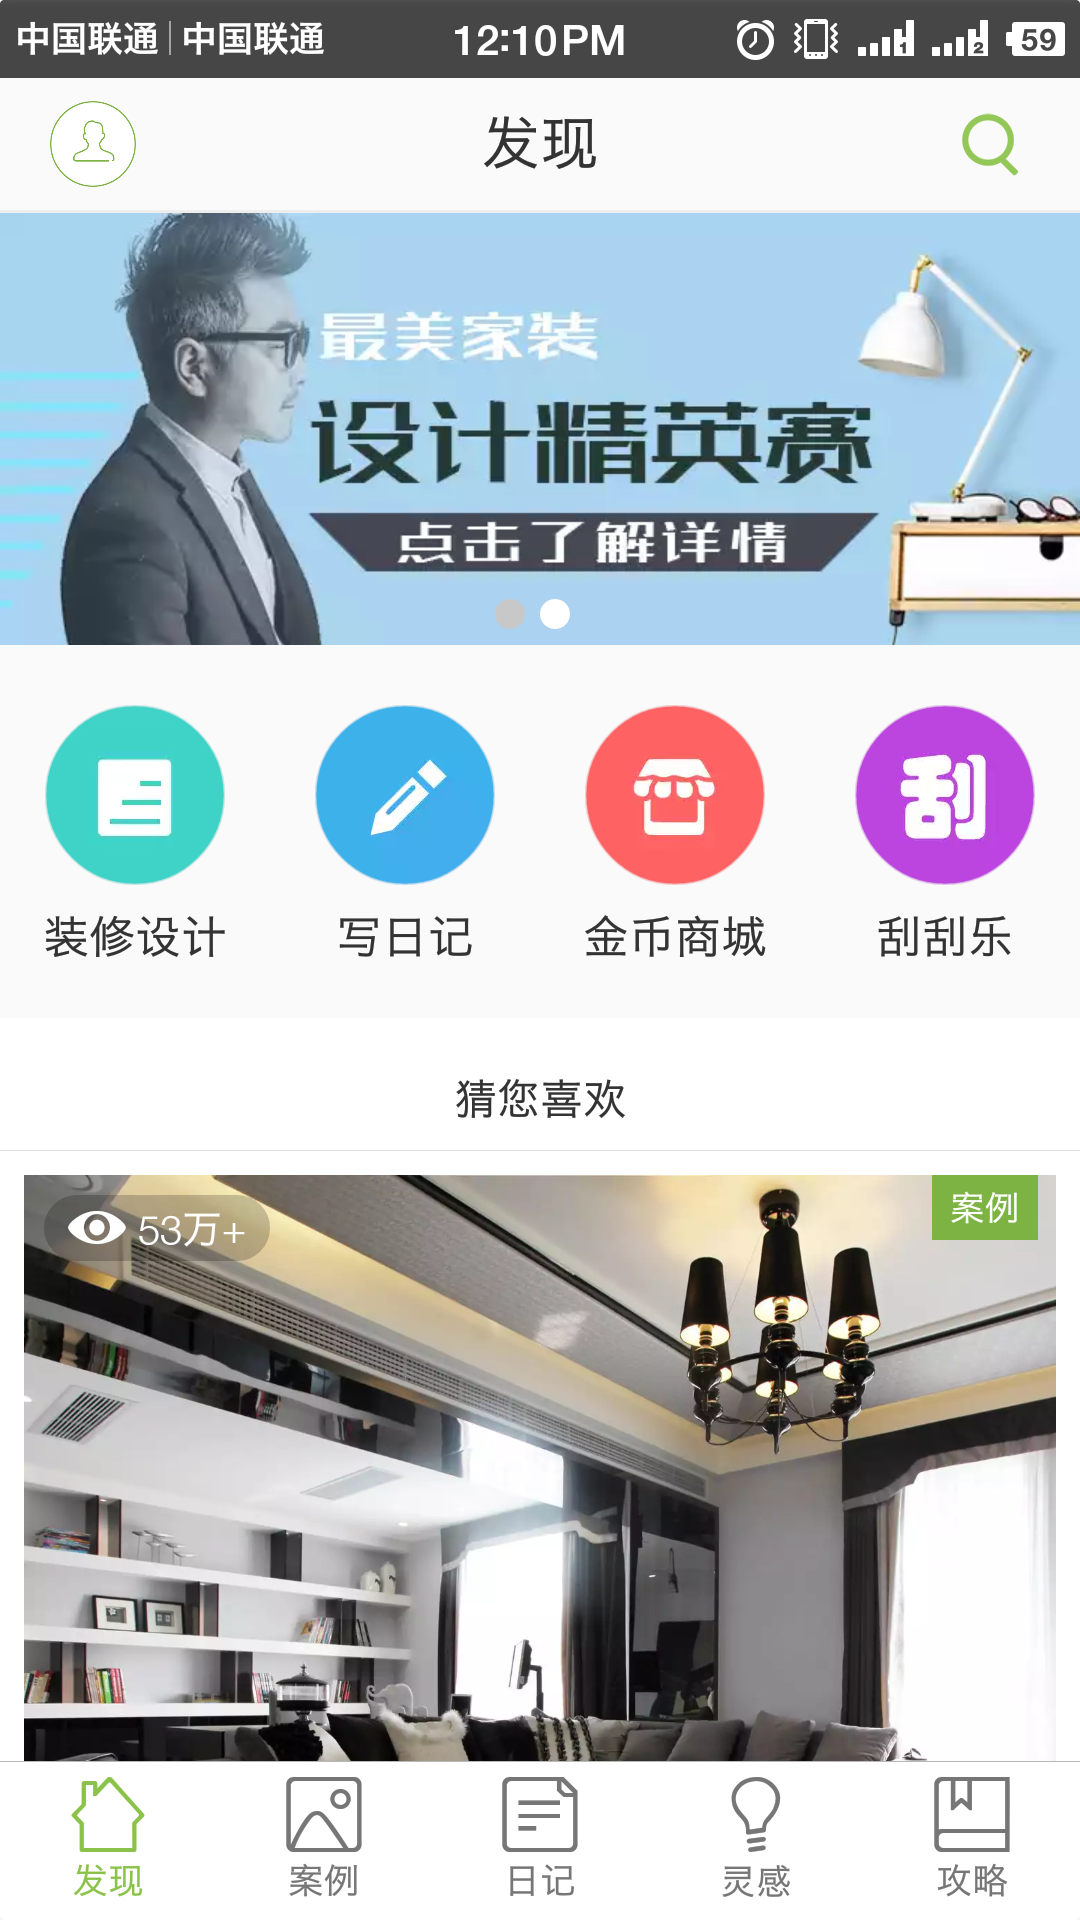 中国联通 中国联通 12:10PM 1 2 59
发现
最美家装
设计精英赛
点击了解详情
刮
装修设计 写日记 金币商城 刮刮乐
猜您喜欢
53万+ 案例
发现 案例 日记 灵感 攻略